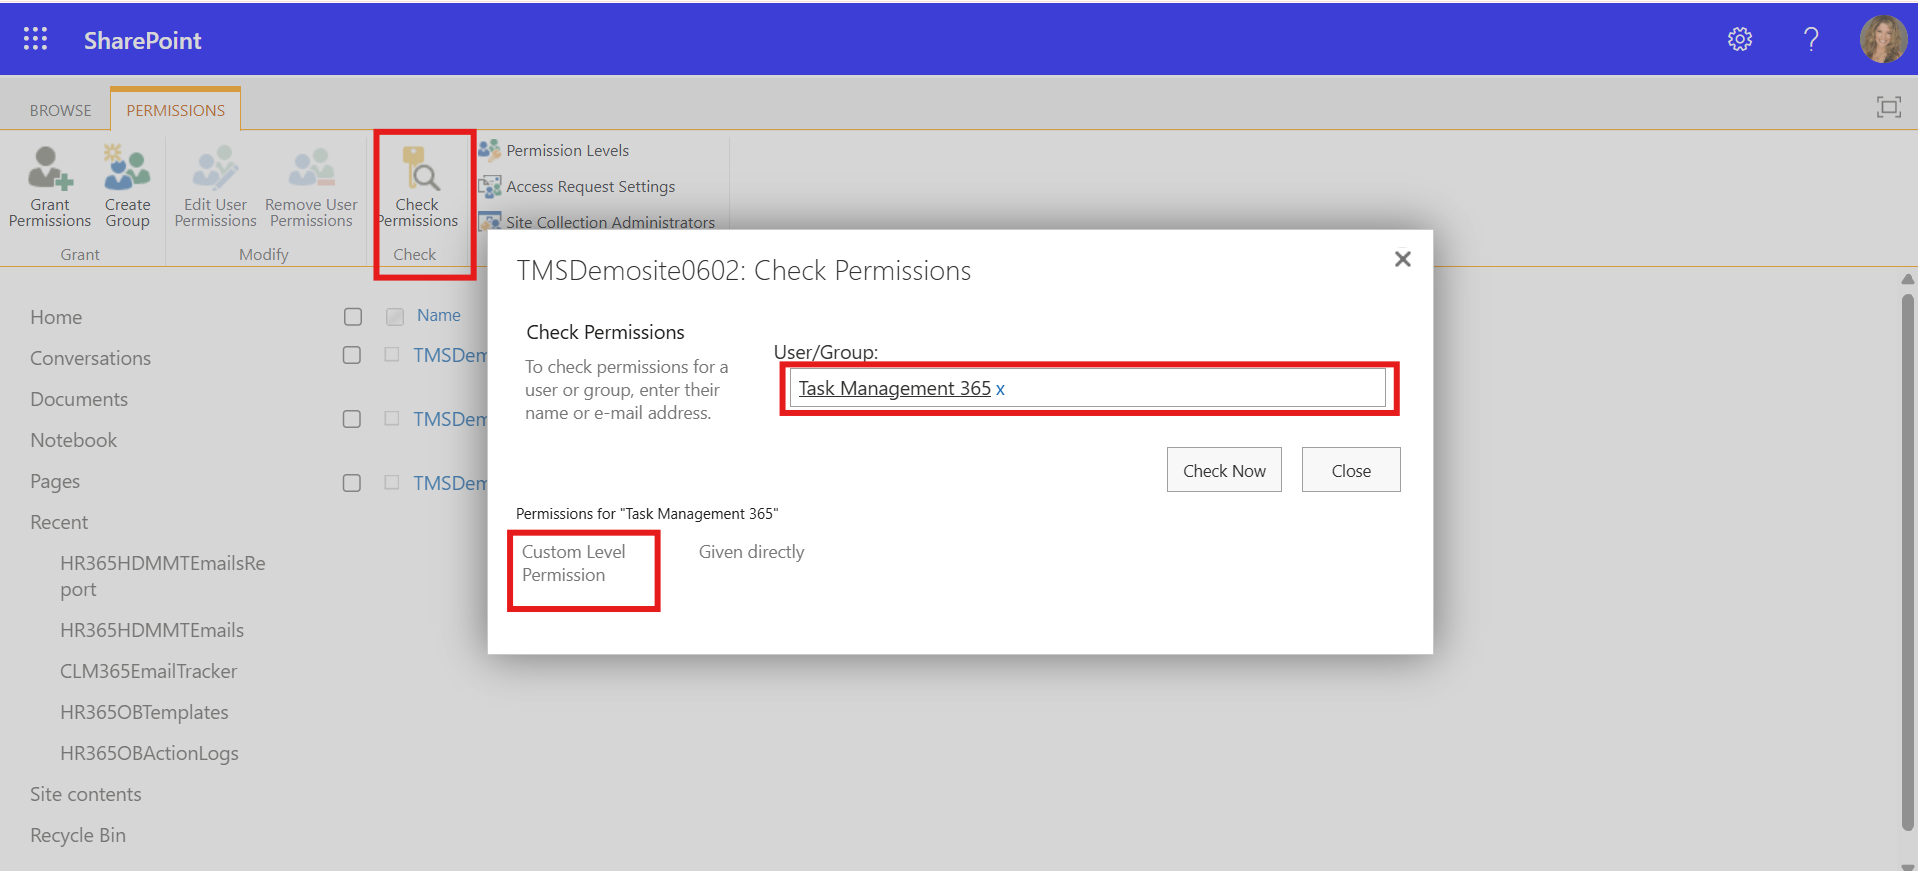 SharePoint
?
BROWSE
PERMISSIONS
Grant
Permissions
Create
Group
Grant
Edit User
Permissions
Remove User
Permissions
Modify
Check
Permissions
Check
Permission Levels
Access Request Settings
Site Collection Administrators
Home
Conversations
Documents
Notebook
Pages
Recent
HR365HDMMTEmailsRe
port
HR365HDMMTEmails
CLM365EmailTracker
HR365OBTemplates
HR365OBActionLogs
Site contents
Recycle Bin
Name
TMSDem
TMSDem
TMSDem
TMSDemosite0602: Check Permissions
Check Permissions
To check permissions for a
user or group, enter their
name or e-mail address.
User/Group:
Task Management 365 x
Check Now
Close
Permissions for "Task Management 365"
Custom Level
Permission
Given directly